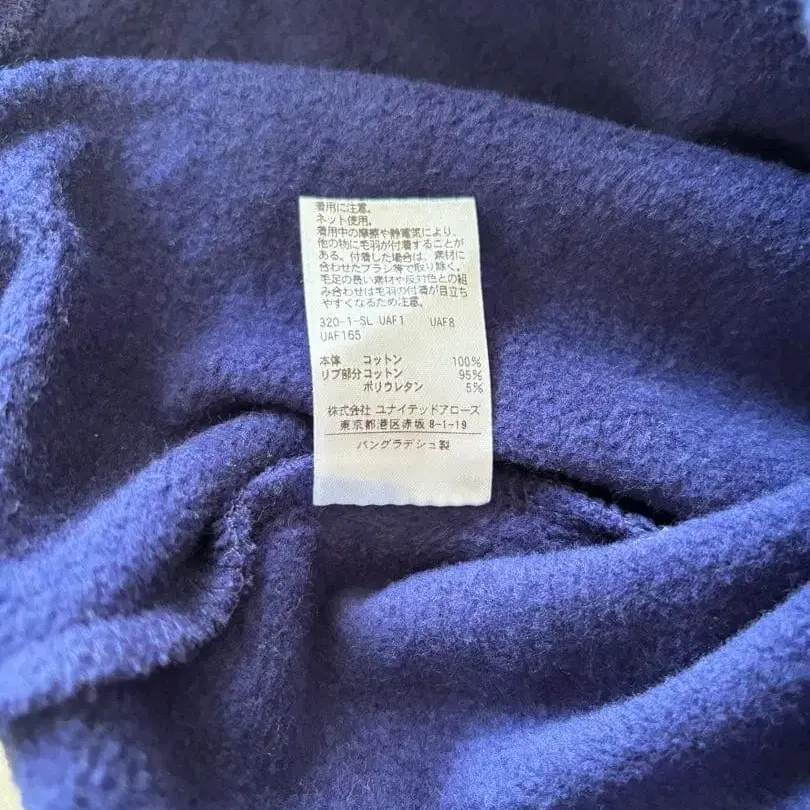 着用に注意。
ネット使用。
着用中の摩擦や静電気により、
他の物に毛羽が付着することが
ある。付着した場合は、素材に
合わせたブラシ等で取り除く。
毛足の長い素材や反対色との組
み合わせは毛羽の付着が目立ち
やすくなるため注意。
320-1-SL UAF1 UAF8
UAF165
本体 コットン 100%
リブ部分コットン 95%
ポリウレタン 5%
株式会社 ユナイテッドアローズ
東京都港区赤坂 8-1-19
バングラデシュ製